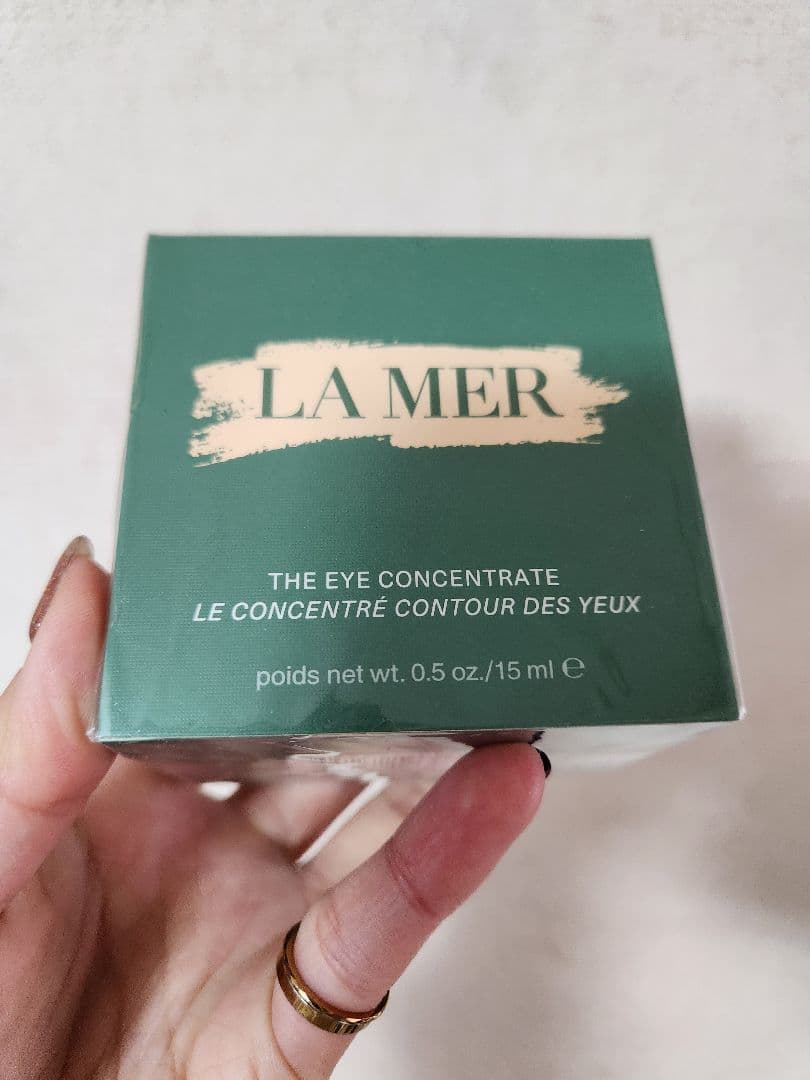 LA MER
THE EYE CONCENTRATE
LE CONCENTRÉ CONTOUR DES YEUX
poids net wt. 0.5 oz./15 ml ℮